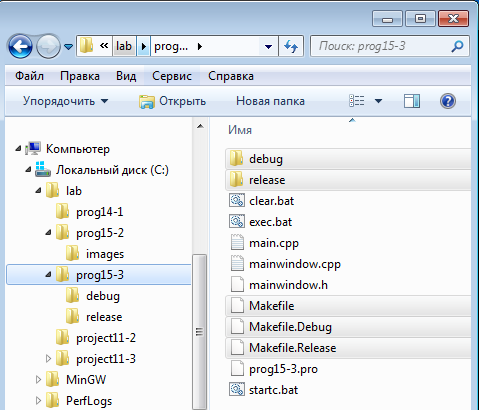 « lab prog...
Поиск: prog15-3
Файл Правка Вид Сервис Справка
Упорядочить Открыть Новая папка
Компьютер
Локальный диск (C:)
lab
prog14-1
prog15-2
images
prog15-3
debug
release
project11-2
project11-3
MinGW
PerfLogs
Имя
debug
release
clear.bat
exec.bat
main.cpp
mainwindow.cpp
mainwindow.h
Makefile
Makefile.Debug
Makefile.Release
prog15-3.pro
startc.bat